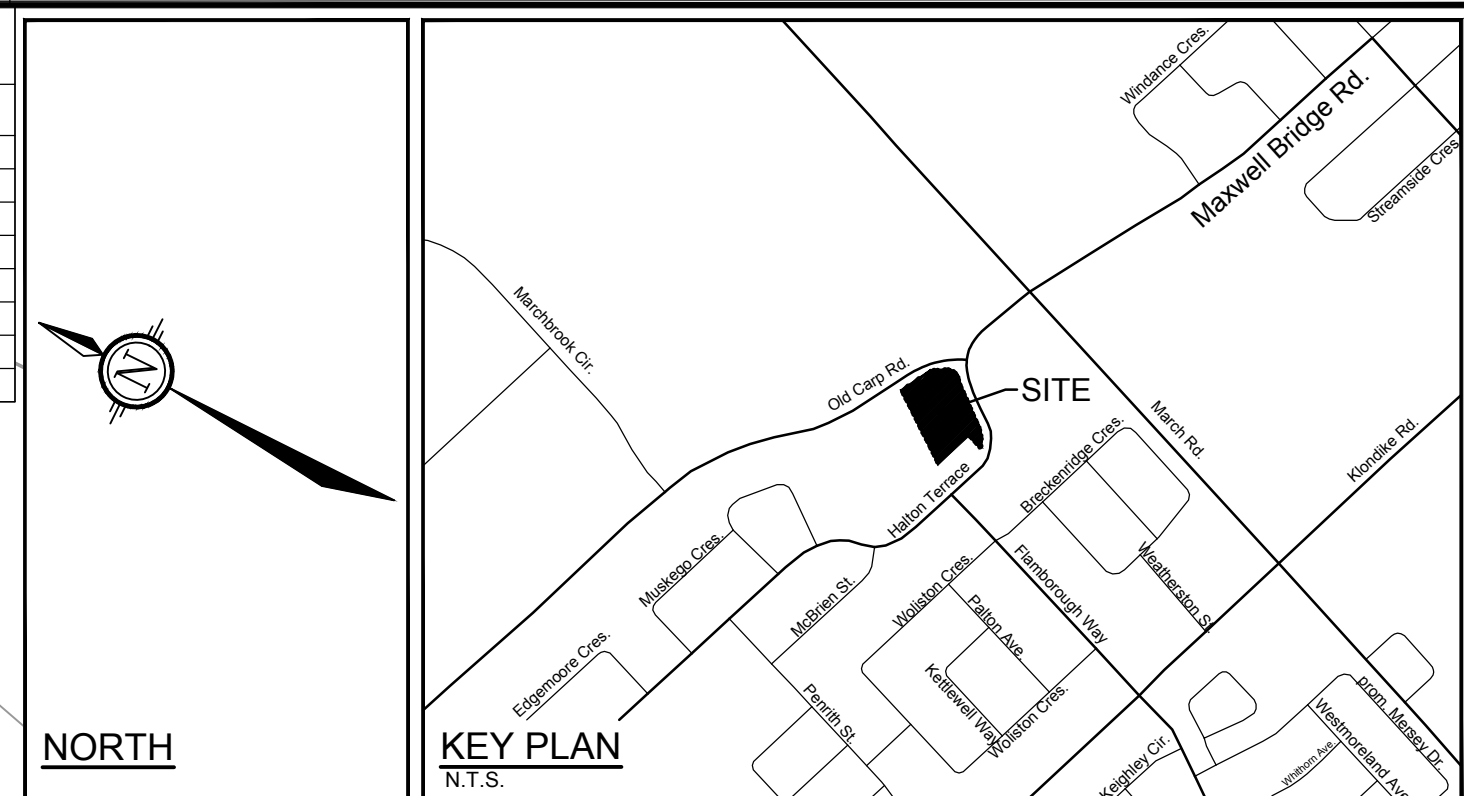 N
NORTH
Windance Cres.
Maxwell Bridge Rd.
Streamside Cres.
Marchbrook Cir.
Old Carp Rd.
SITE
March Rd.
Klondike Rd.
Breckenridge Cres.
Halton Terrace
Muskego Cres.
McBrien St.
Woliston Cres.
Flamborough Way
Weatherston St.
Palton Ave.
Edgemoore Cres.
Kettlewell Way
Woliston Cres.
Penrith St.
prom. Mersey Dr.
Westmoreland Ave
Whithorn Ave.
Keighley Cir.
KEY PLAN
N.T.S.